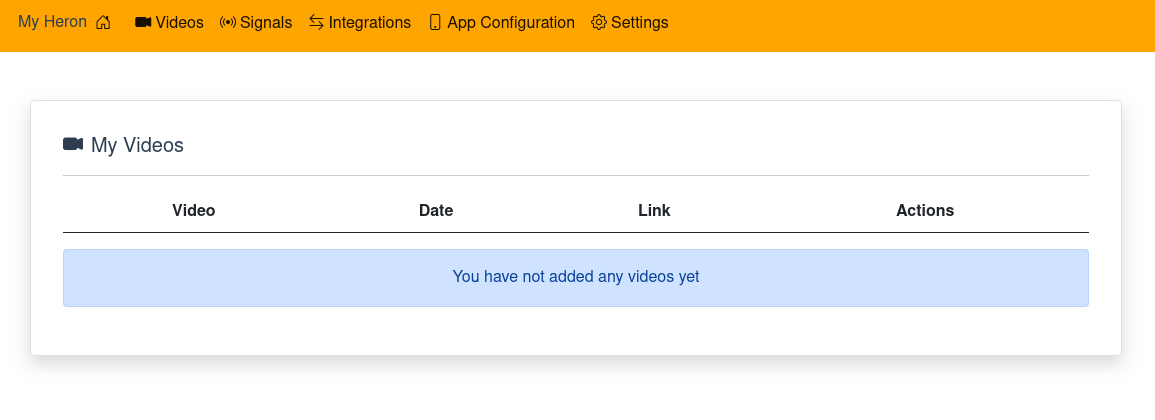 My Heron Videos Signals Integrations App Configuration Settings
My Videos
Video Date Link Actions
You have not added any videos yet